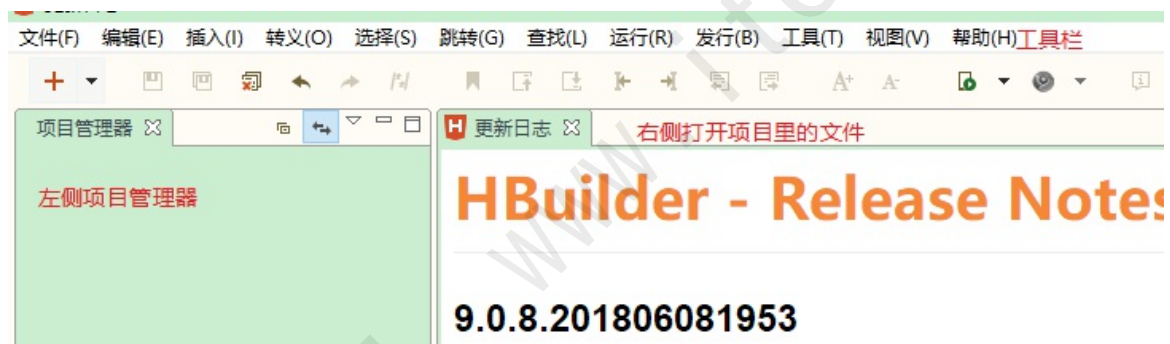 文件(F) 编辑(E) 插入(I) 转义(O) 选择(S) 跳转(G) 查找(L) 运行(R) 发行(B) 工具(T) 视图(V) 帮助(H)工具栏
项目管理器 更新日志 右侧打开项目里的文件
左侧项目管理器
HBuilder - Release Notes
9.0.8.201806081953